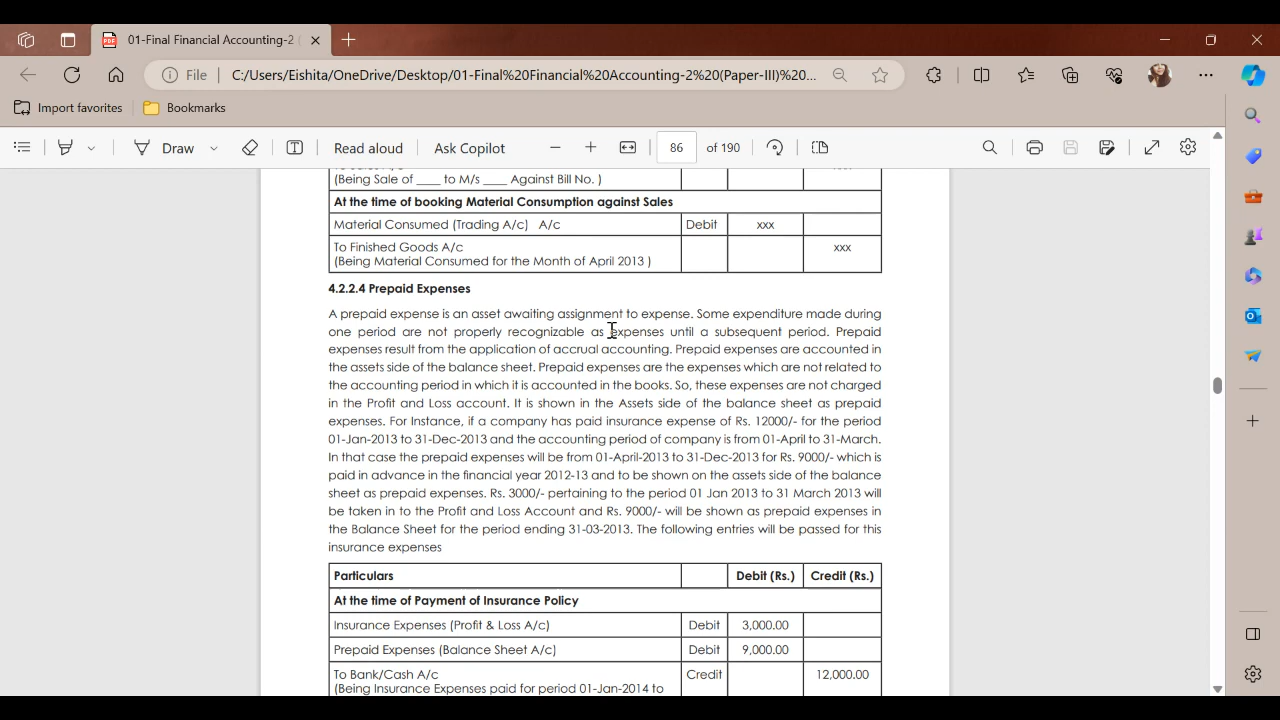 01-Final Financial Accounting-2 (
File
C:/Users/Eishita/OneDrive/Desktop/01-Final%20Financial%20Accounting-2%20(Paper-III)%20...
Import favorites
Bookmarks
Draw
Read aloud
Ask Copilot
86
of 190
(Being Sale of ____ to M/s ____ Against Bill No. )
At the time of booking Material Consumption against Sales
Material Consumed (Trading A/c) A/c Debit xxx
To Finished Goods A/c xxx
(Being Material Consumed for the Month of April 2013 )
4.2.2.4 Prepaid Expenses
A prepaid expense is an asset awaiting assignment to expense. Some expenditure made during
one period are not properly recognizable as expenses until a subsequent period. Prepaid
expenses result from the application of accrual accounting. Prepaid expenses are accounted in
the assets side of the balance sheet. Prepaid expenses are the expenses which are not related to
the accounting period in which it is accounted in the books. So, these expenses are not charged
in the Profit and Loss account. It is shown in the Assets side of the balance sheet as prepaid
expenses. For Instance, if a company has paid insurance expense of Rs. 12000/- for the period
01-Jan-2013 to 31-Dec-2013 and the accounting period of company is from 01-April to 31-March.
In that case the prepaid expenses will be from 01-April-2013 to 31-Dec-2013 for Rs. 9000/- which is
paid in advance in the financial year 2012-13 and to be shown on the assets side of the balance
sheet as prepaid expenses. Rs. 3000/- pertaining to the period 01 Jan 2013 to 31 March 2013 will
be taken in to the Profit and Loss Account and Rs. 9000/- will be shown as prepaid expenses in
the Balance Sheet for the period ending 31-03-2013. The following entries will be passed for this
insurance expenses
Particulars Debit (Rs.) Credit (Rs.)
At the time of Payment of Insurance Policy
Insurance Expenses (Profit & Loss A/c) Debit 3,000.00
Prepaid Expenses (Balance Sheet A/c) Debit 9,000.00
To Bank/Cash A/c Credit 12,000.00
(Being Insurance Expenses paid for period 01-Jan-2014 to